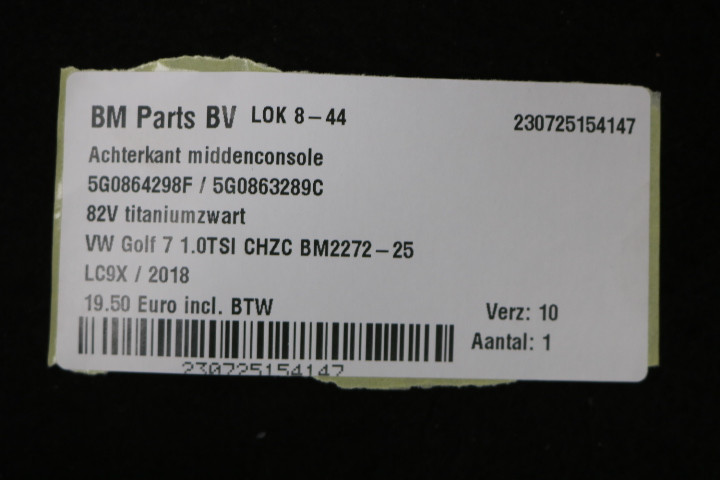 BM Parts BV LOK 8-44 230725154147
Achterkant middenconsole
5G0864298F / 5G0863289C
82V titaniumzwart
VW Golf 7 1.0TSI CHZC BM2272-25
LC9X / 2018
19.50 Euro incl. BTW Verz: 10
Aantal: 1
230725154147